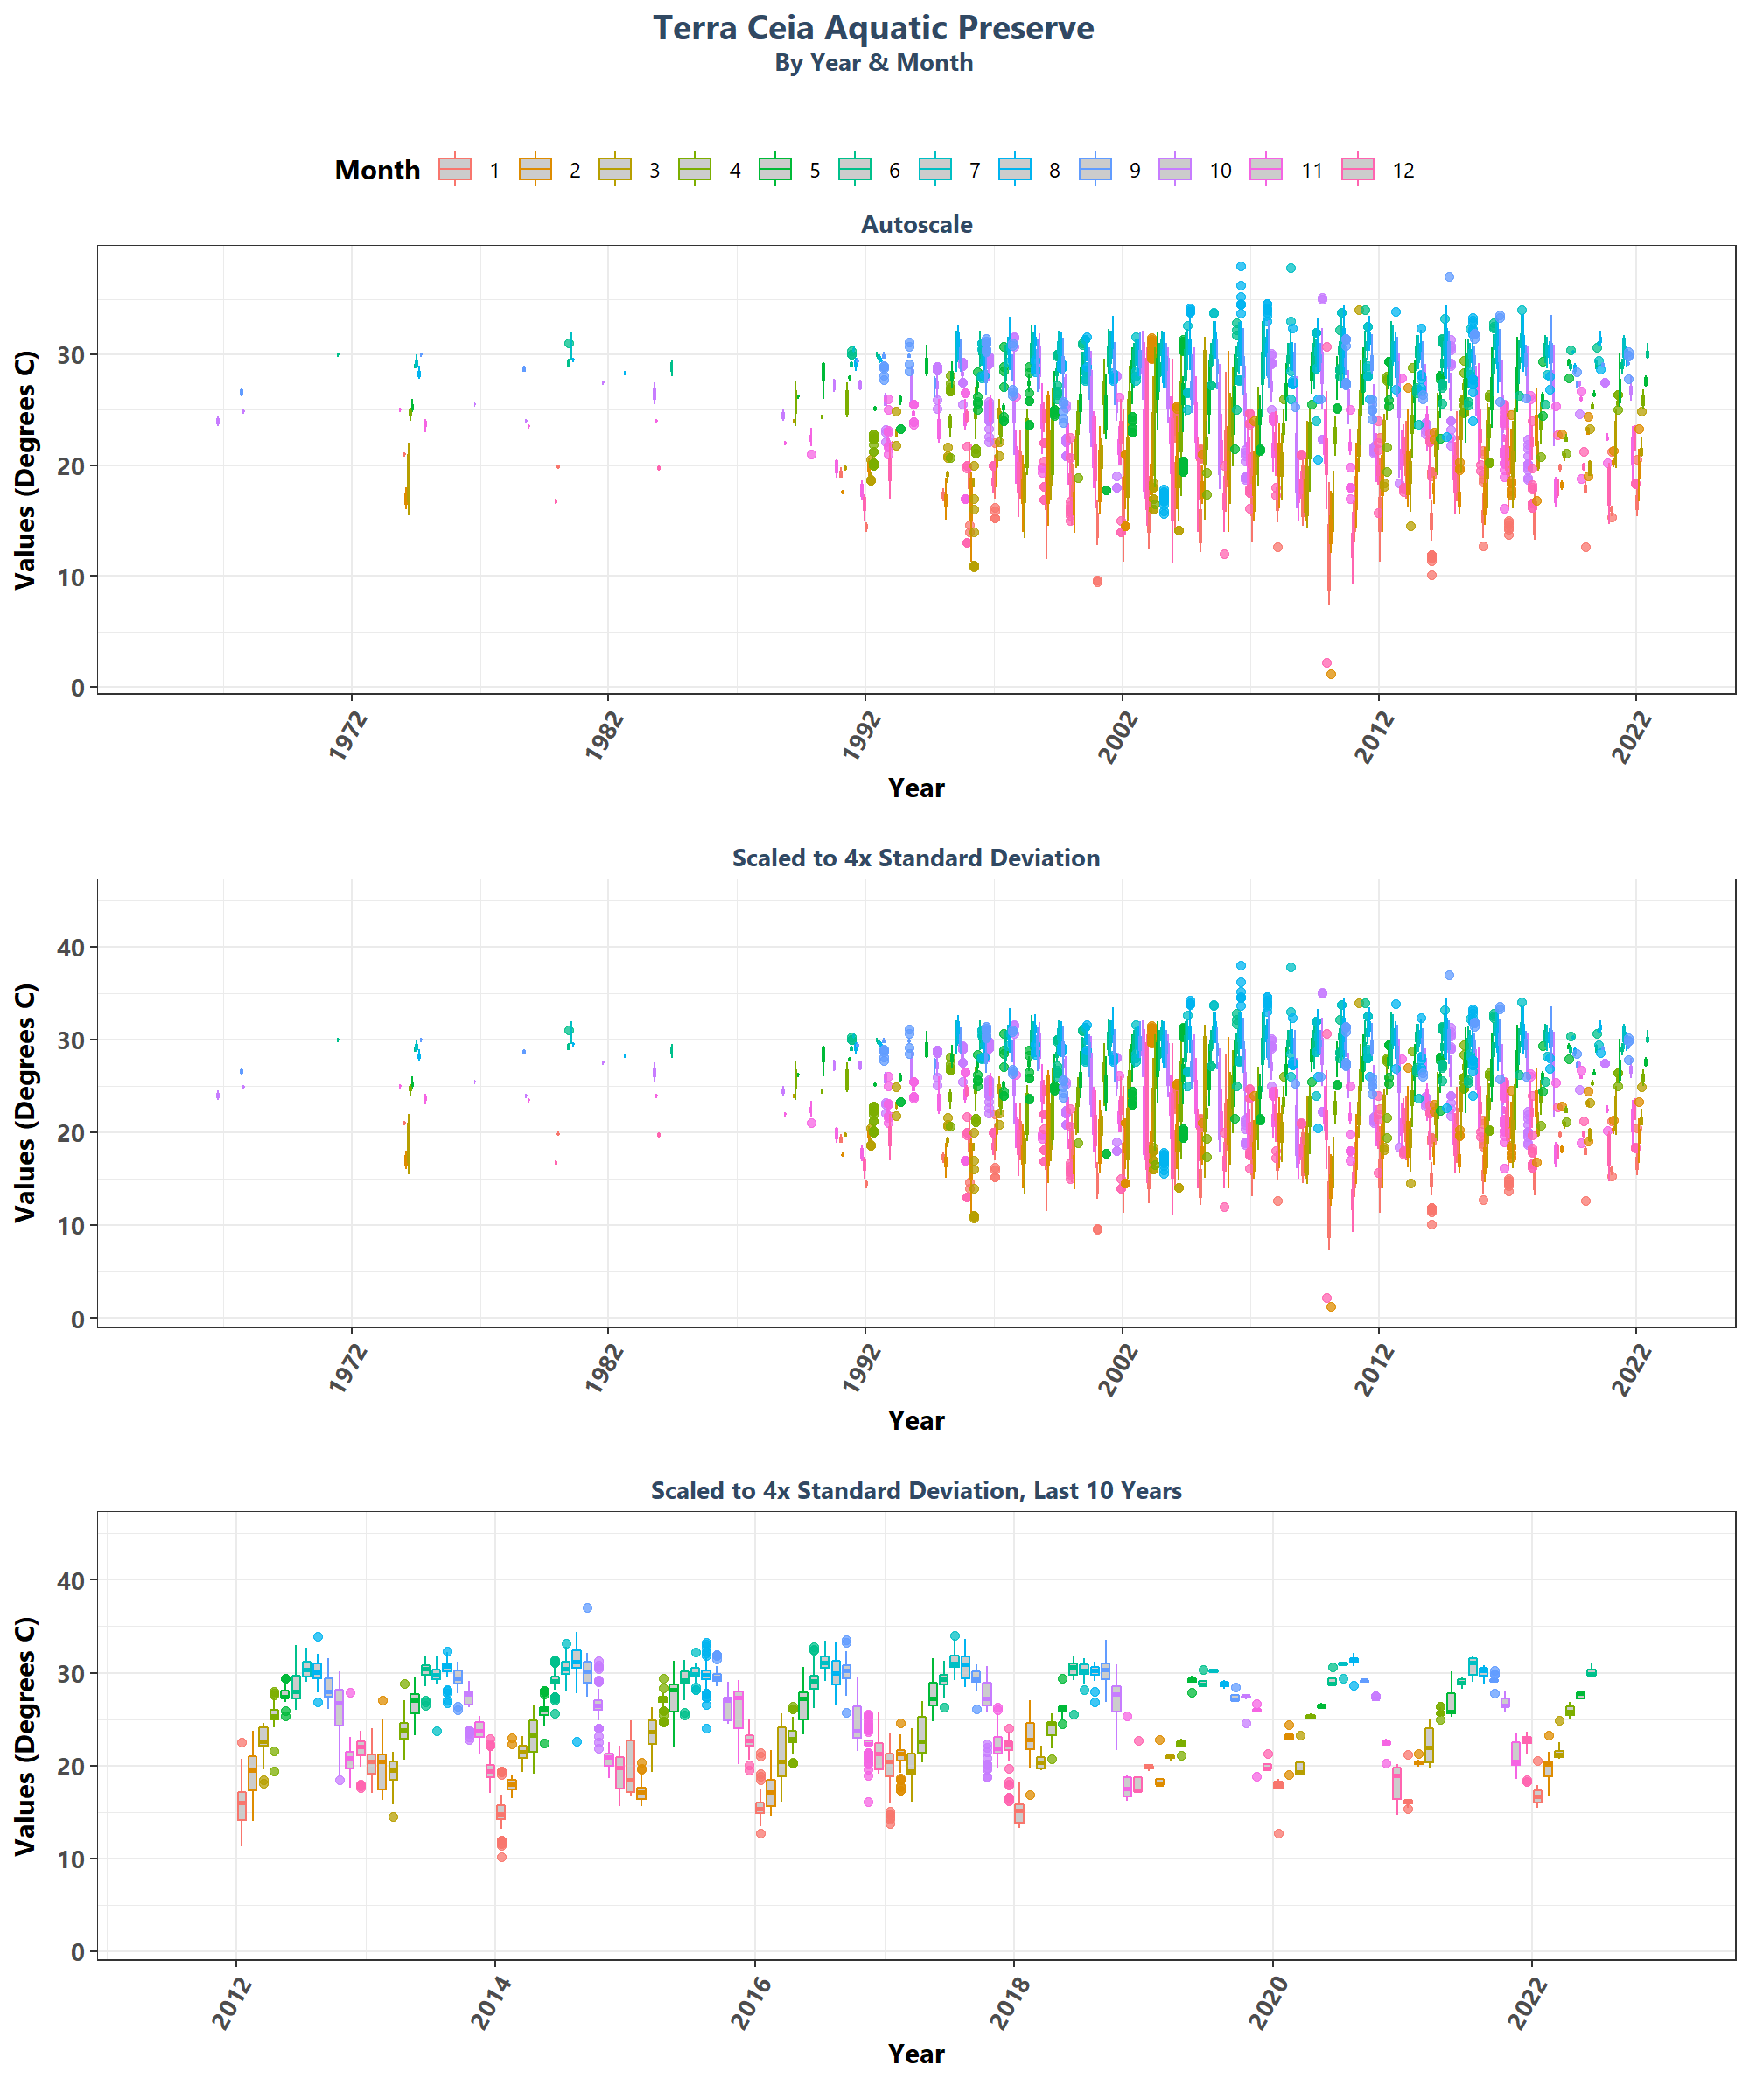 Terra Ceia Aquatic Preserve
By Year & Month
Month 1 2 3 4 5 6 7 8 9 10 11 12
Autoscale
Values (Degrees C)
30
20
10
0
1972 1982 1992 2002 2012 2022
Year
Scaled to 4x Standard Deviation
Values (Degrees C)
40
30
20
10
0
1972 1982 1992 2002 2012 2022
Year
Scaled to 4x Standard Deviation, Last 10 Years
Values (Degrees C)
40
30
20
10
0
2012 2014 2016 2018 2020 2022
Year